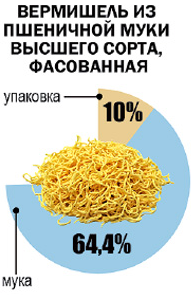 ВЕРМИШЕЛЬ ИЗ
ПШЕНИЧНОЙ МУКИ
ВЫСШЕГО СОРТА,
ФАСОВАННАЯ
упаковка
10%
64,4%
мука